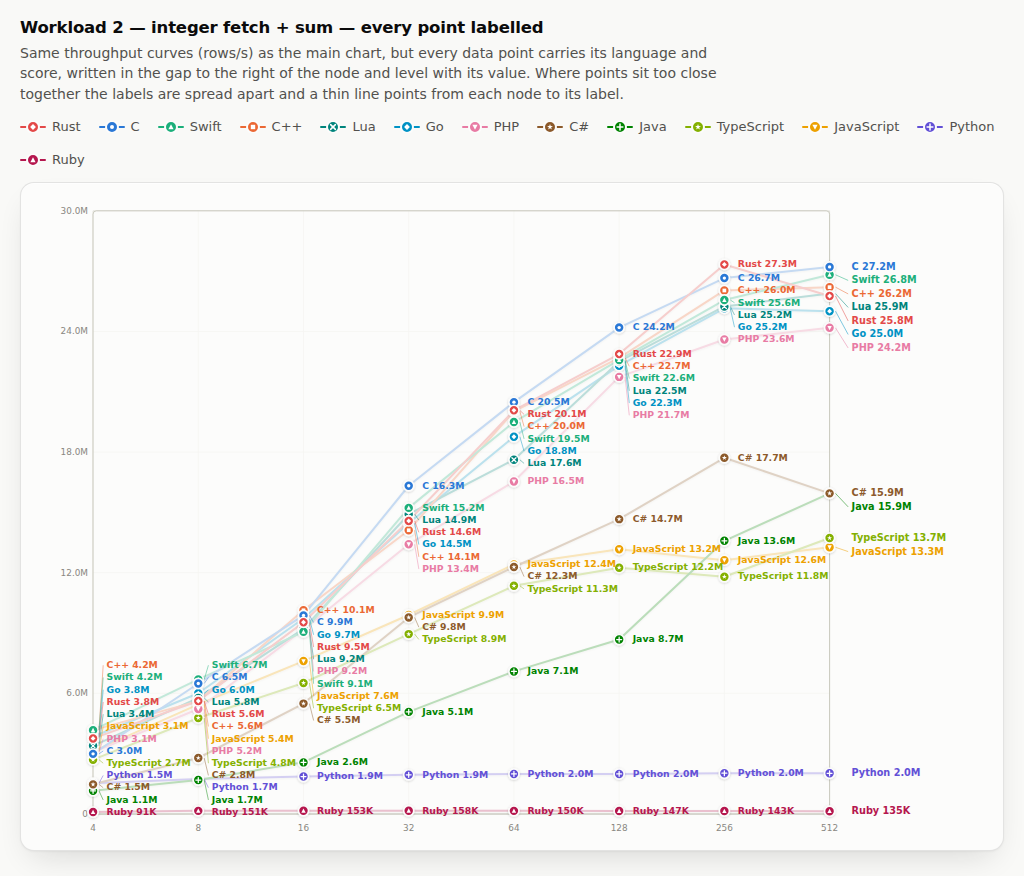 Workload 2 — integer fetch + sum — every point labelled
Same throughput curves (rows/s) as the main chart, but every data point carries its language and
score, written in the gap to the right of the node and level with its value. Where points sit too close
together the labels are spread apart and a thin line points from each node to its label.
Rust C Swift C++ Lua Go PHP C# Java TypeScript JavaScript Python
Ruby
30.0M
24.0M
18.0M
12.0M
6.0M
0
C++ 4.2M
Swift 4.2M
Go 3.8M
Rust 3.8M
Lua 3.4M
JavaScript 3.1M
PHP 3.1M
C 3.0M
TypeScript 2.7M
Python 1.5M
C# 1.5M
Java 1.1M
Ruby 91K
Swift 6.7M
C 6.5M
Go 6.0M
Lua 5.8M
Rust 5.6M
C++ 5.6M
JavaScript 5.4M
PHP 5.2M
TypeScript 4.8M
C# 2.8M
Python 1.7M
Java 1.7M
Ruby 151K
C++ 10.1M
C 9.9M
Go 9.7M
Rust 9.5M
Lua 9.2M
PHP 9.2M
Swift 9.1M
JavaScript 7.6M
TypeScript 6.5M
C# 5.5M
Java 2.6M
Python 1.9M
Ruby 153K
C 16.3M
Swift 15.2M
Lua 14.9M
Rust 14.6M
Go 14.5M
C++ 14.1M
PHP 13.4M
JavaScript 9.9M
C# 9.8M
TypeScript 8.9M
Java 5.1M
Python 1.9M
Ruby 158K
C 20.5M
Rust 20.1M
C++ 20.0M
Swift 19.5M
Go 18.8M
Lua 17.6M
PHP 16.5M
JavaScript 12.4M
C# 12.3M
TypeScript 11.3M
Java 7.1M
Python 2.0M
Ruby 150K
C 24.2M
Rust 22.9M
C++ 22.7M
Swift 22.6M
Lua 22.5M
Go 22.3M
PHP 21.7M
C# 14.7M
JavaScript 13.2M
TypeScript 12.2M
Java 8.7M
Python 2.0M
Ruby 147K
Rust 27.3M
C 26.7M
C++ 26.0M
Swift 25.6M
Lua 25.2M
Go 25.2M
PHP 23.6M
C# 17.7M
Java 13.6M
JavaScript 12.6M
TypeScript 11.8M
Python 2.0M
Ruby 143K
C 27.2M
Swift 26.8M
C++ 26.2M
Lua 25.9M
Rust 25.8M
Go 25.0M
PHP 24.2M
C# 15.9M
Java 15.9M
TypeScript 13.7M
JavaScript 13.3M
Python 2.0M
Ruby 135K
4 8 16 32 64 128 256 512